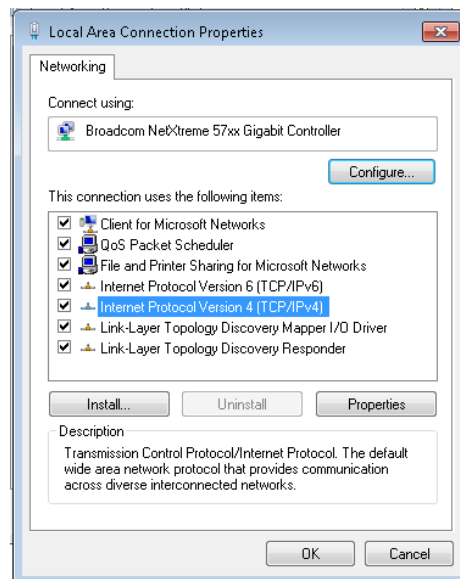 Local Area Connection Properties
Networking
Connect using:
Broadcom NetXtreme 57xx Gigabit Controller
Configure...
This connection uses the following items:
Client for Microsoft Networks
QoS Packet Scheduler
File and Printer Sharing for Microsoft Networks
Internet Protocol Version 6 (TCP/IPv6)
Internet Protocol Version 4 (TCP/IPv4)
Link-Layer Topology Discovery Mapper I/O Driver
Link-Layer Topology Discovery Responder
Install... Uninstall Properties
Description
Transmission Control Protocol/Internet Protocol. The default
wide area network protocol that provides communication
across diverse interconnected networks.
OK Cancel